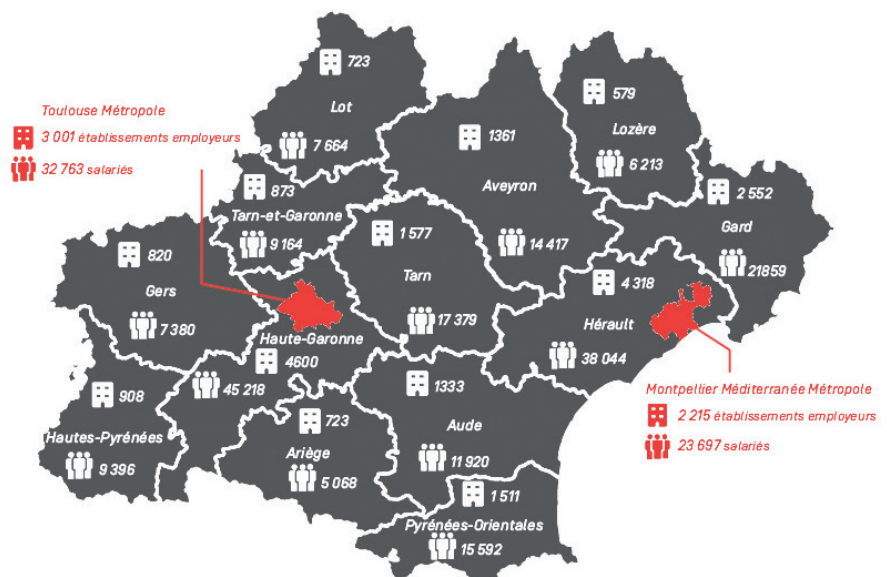 723
Lot
7 664
Toulouse Métropole
3 001 établissements employeurs
32 763 salariés
579
Lozère
6 213
1361
Aveyron
14 417
873
Tarn-et-Garonne
9 164
2 552
Gard
21859
820
Gers
7 380
1 577
Tarn
17 379
4 318
Hérault
38 044
Haute-Garonne
4600
45 218
908
Hautes-Pyrénées
9 396
723
Ariège
5 068
1333
Aude
11 920
Montpellier Méditerranée Métropole
2 215 établissements employeurs
23 697 salariés
1 511
Pyrénées-Orientales
15 592